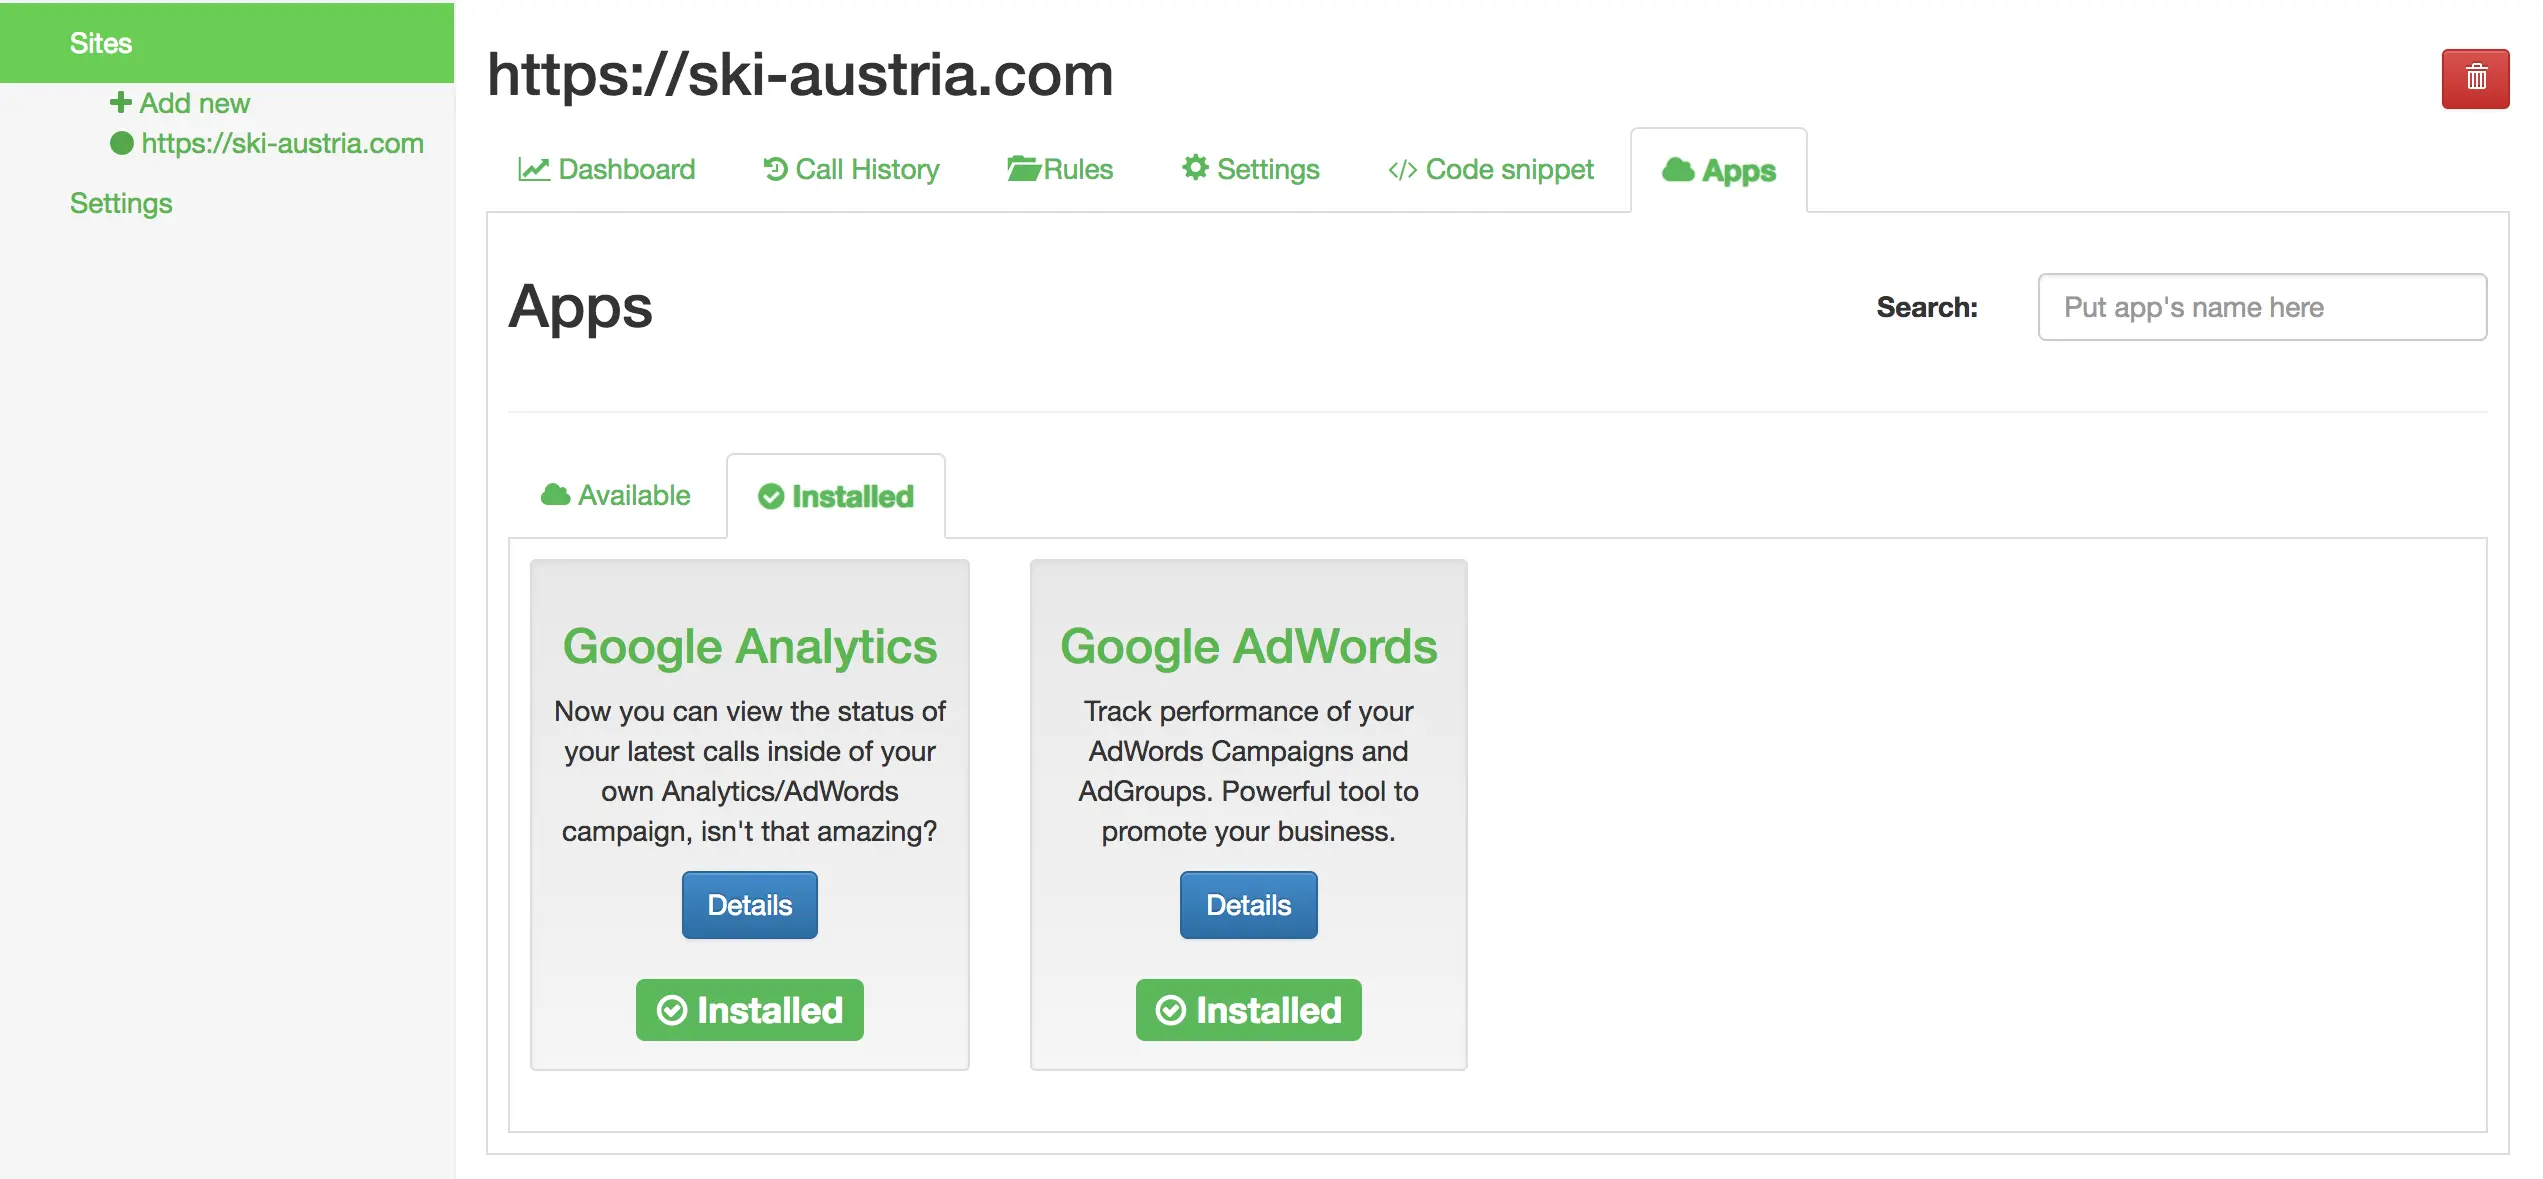 Sites
Add new
https://ski-austria.com
Settings
https://ski-austria.com
Dashboard
Call History
Rules
Settings
</> Code snippet
Apps
Apps
Search:
Put app's name here
Available
Installed
Google Analytics
Now you can view the status of
your latest calls inside of your
own Analytics/AdWords
campaign, isn't that amazing?
Details
Installed
Google AdWords
Track performance of your
AdWords Campaigns and
AdGroups. Powerful tool to
promote your business.
Details
Installed